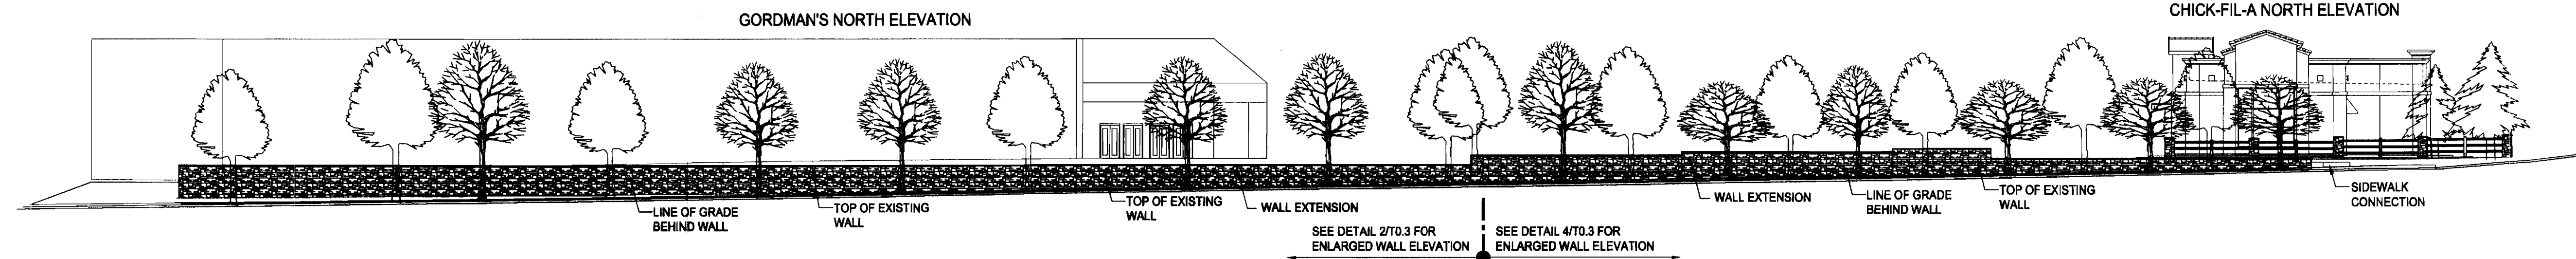 GORDMAN'S NORTH ELEVATION
CHICK-FIL-A NORTH ELEVATION
LINE OF GRADE
BEHIND WALL
TOP OF EXISTING
WALL
TOP OF EXISTING
WALL
WALL EXTENSION
SEE DETAIL 2/T0.3 FOR
ENLARGED WALL ELEVATION
SEE DETAIL 4/T0.3 FOR
ENLARGED WALL ELEVATION
WALL EXTENSION
LINE OF GRADE
BEHIND WALL
TOP OF EXISTING
WALL
SIDEWALK
CONNECTION